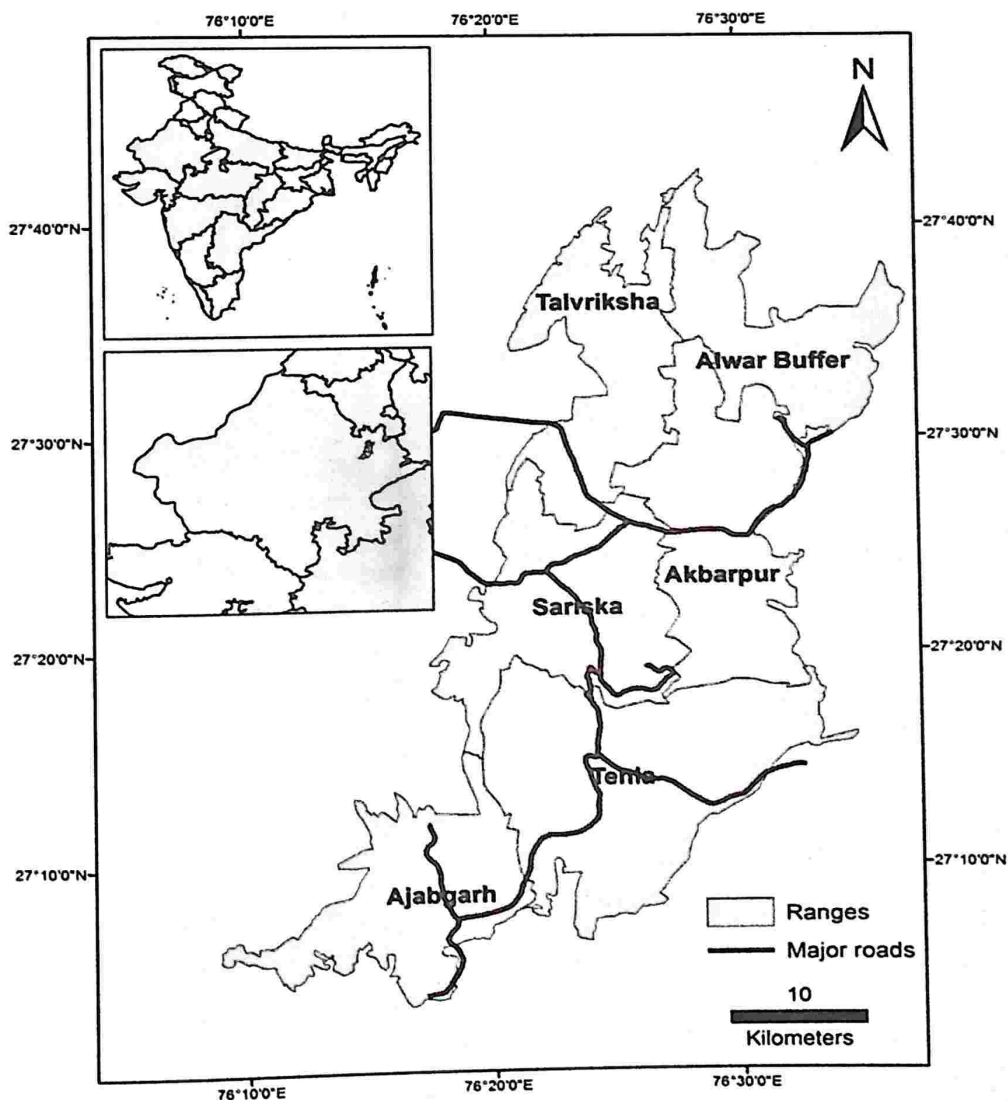 76°10'0"E 76°20'0"E 76°30'0"E
N
27°40'0"N 27°40'0"N
Talvriksha
Alwar Buffer
27°30'0"N 27°30'0"N
Akbarpur
Sariska
27°20'0"N 27°20'0"N
Tehla
27°10'0"N 27°10'0"N
Ajabgarh
Ranges
Major roads
10
Kilometers
76°10'0"E 76°20'0"E 76°30'0"E